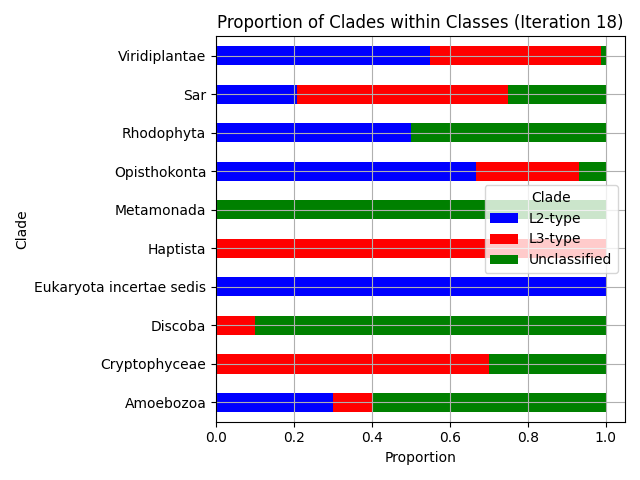 Proportion of Clades within Classes (Iteration 18)
Clade
Viridiplantae
Sar
Rhodophyta
Opisthokonta
Metamonada
Haptista
Eukaryota incertae sedis
Discoba
Cryptophyceae
Amoebozoa
Clade
L2-type
L3-type
Unclassified
0.0 0.2 0.4 0.6 0.8 1.0
Proportion